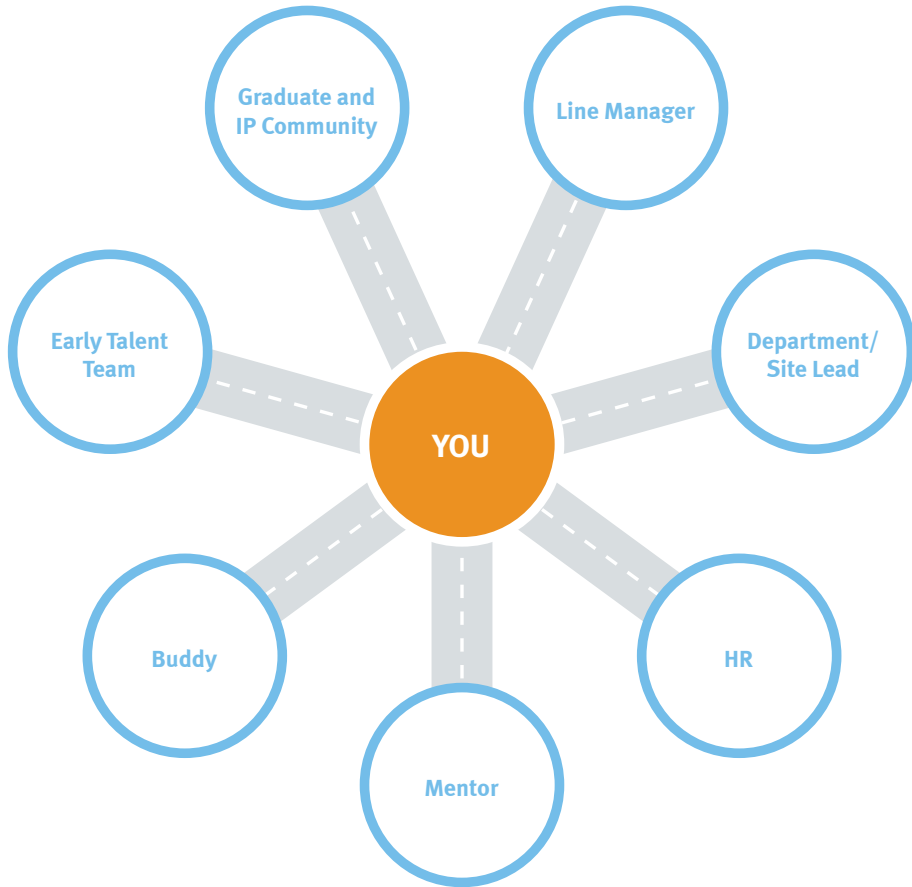 Graduate and
IP Community
Line Manager
Early Talent
Team
Department/
Site Lead
YOU
Buddy
HR
Mentor